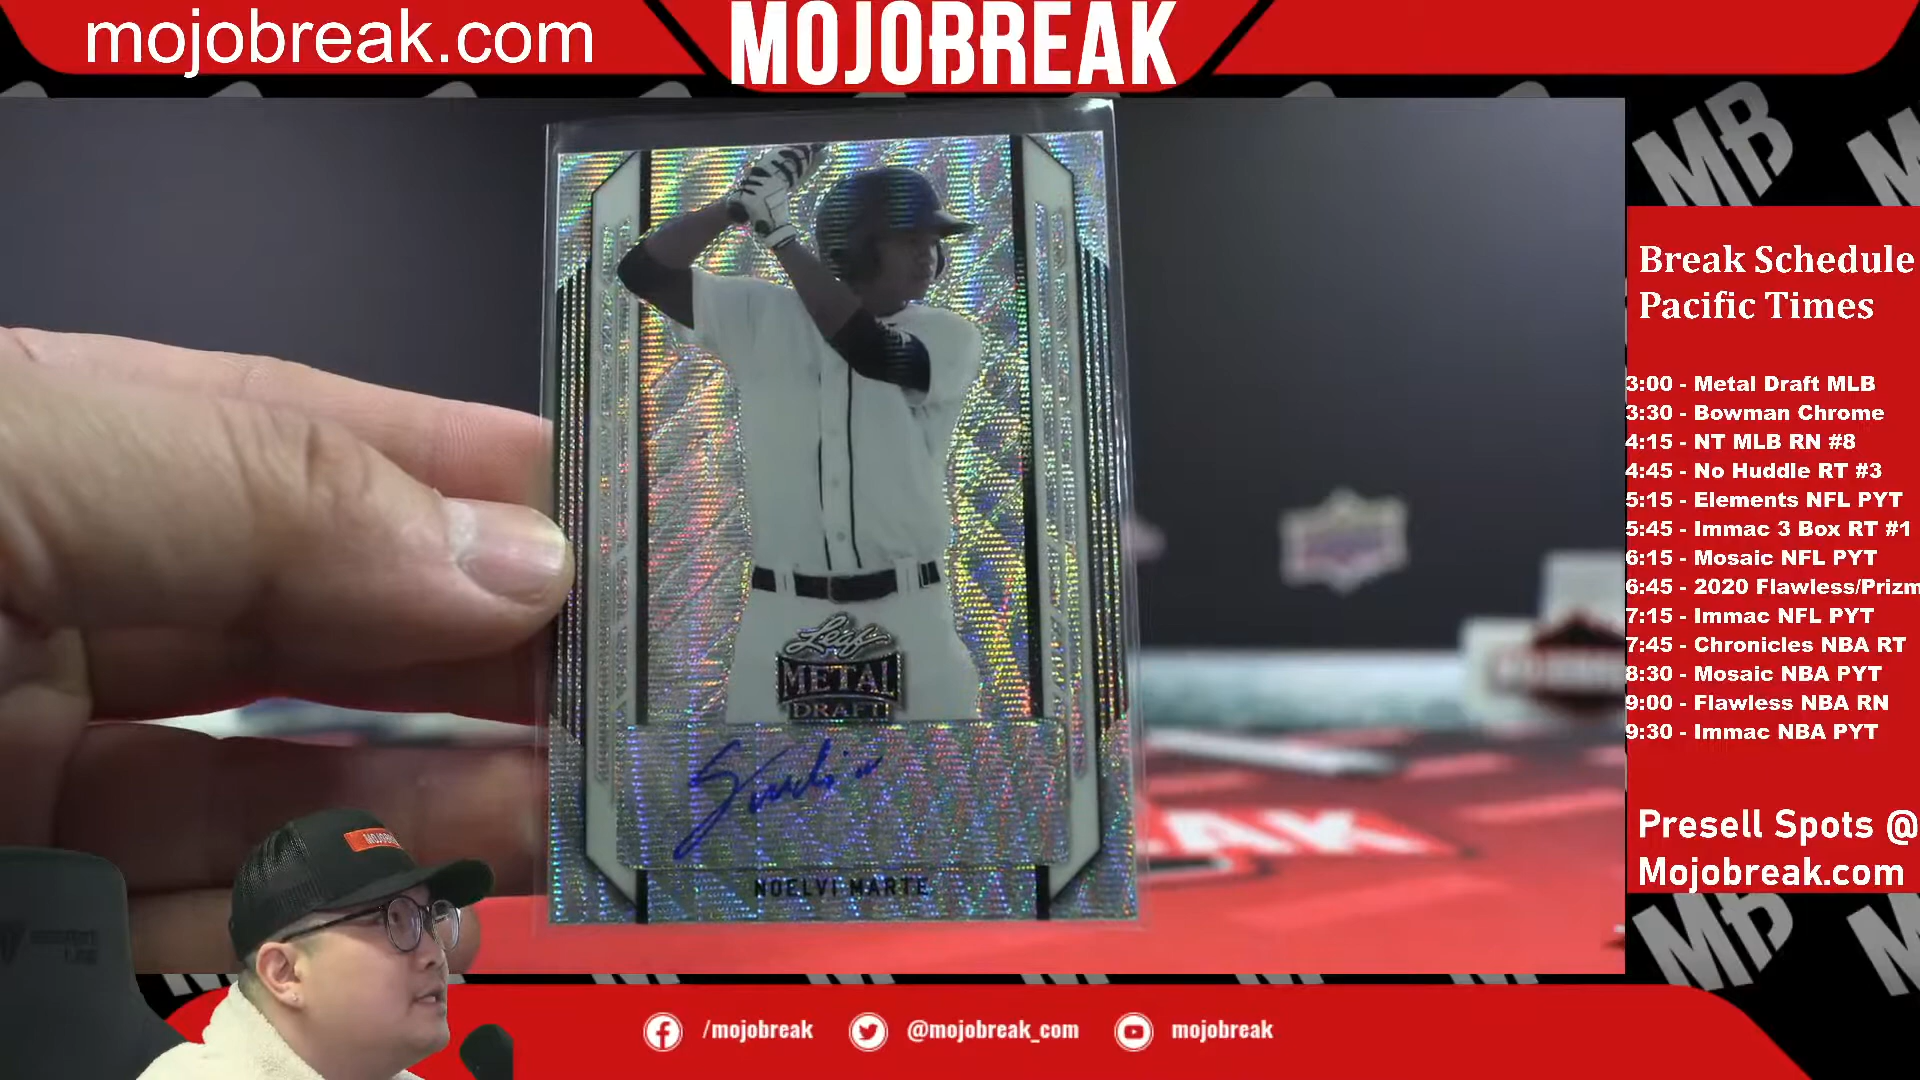 mojobreak.com
MOJOBREAK
Break Schedule
Pacific Times
3:00 - Metal Draft MLB
3:30 - Bowman Chrome
4:15 - NT MLB RN #8
4:45 - No Huddle RT #3
5:15 - Elements NFL PYT
5:45 - Immac 3 Box RT #1
6:15 - Mosaic NFL PYT
6:45 - 2020 Flawless/Prizm
7:15 - Immac NFL PYT
7:45 - Chronicles NBA RT
8:30 - Mosaic NBA PYT
9:00 - Flawless NBA RN
9:30 - Immac NBA PYT
Presell Spots @
Mojobreak.com
Leaf
METAL
DRAFT
NOELVI MARTE
MB
MB
/mojobreak
@mojobreak_com
mojobreak